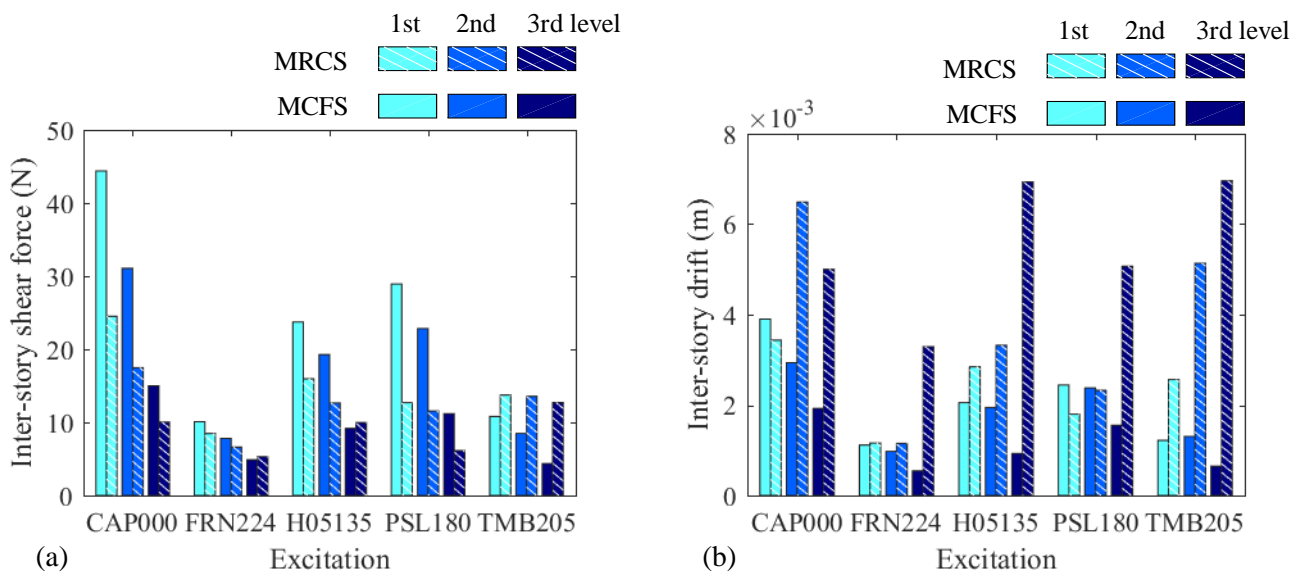 1st 2nd 3rd level
MRCS
MCFS
50
40
30
20
10
0
Inter-story shear force (N)
CAP000 FRN224 H05135 PSL180 TMB205
Excitation
(a)
1st 2nd 3rd level
MRCS
MCFS
×10⁻³
8
6
4
2
0
Inter-story drift (m)
CAP000 FRN224 H05135 PSL180 TMB205
Excitation
(b)